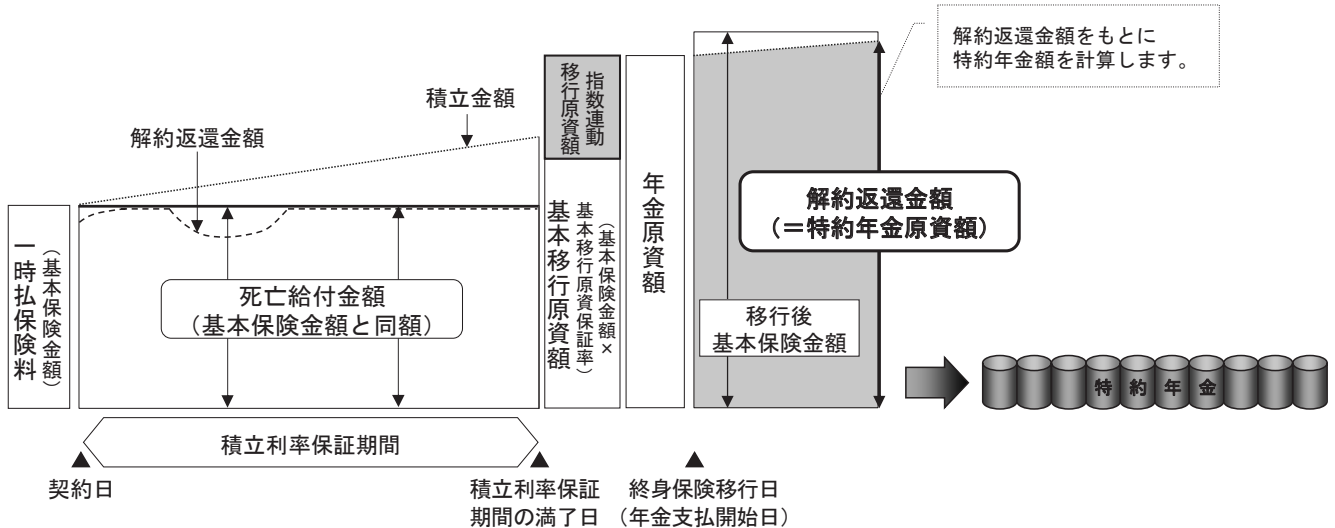 解約返還金額をもとに
特約年金額を計算します。
積立金額
解約返還金額
指数連動
移行原資額
一時払保険料
（基本保険金額）
死亡給付金額
（基本保険金額と同額）
基本移行原資額
（基本保険金額×
基本移行原資保証率）
年金原資額
解約返還金額
（＝特約年金原資額）
移行後
基本保険金額
特約年金
積立利率保証期間
契約日
積立利率保証
期間の満了日
終身保険移行日
（年金支払開始日）